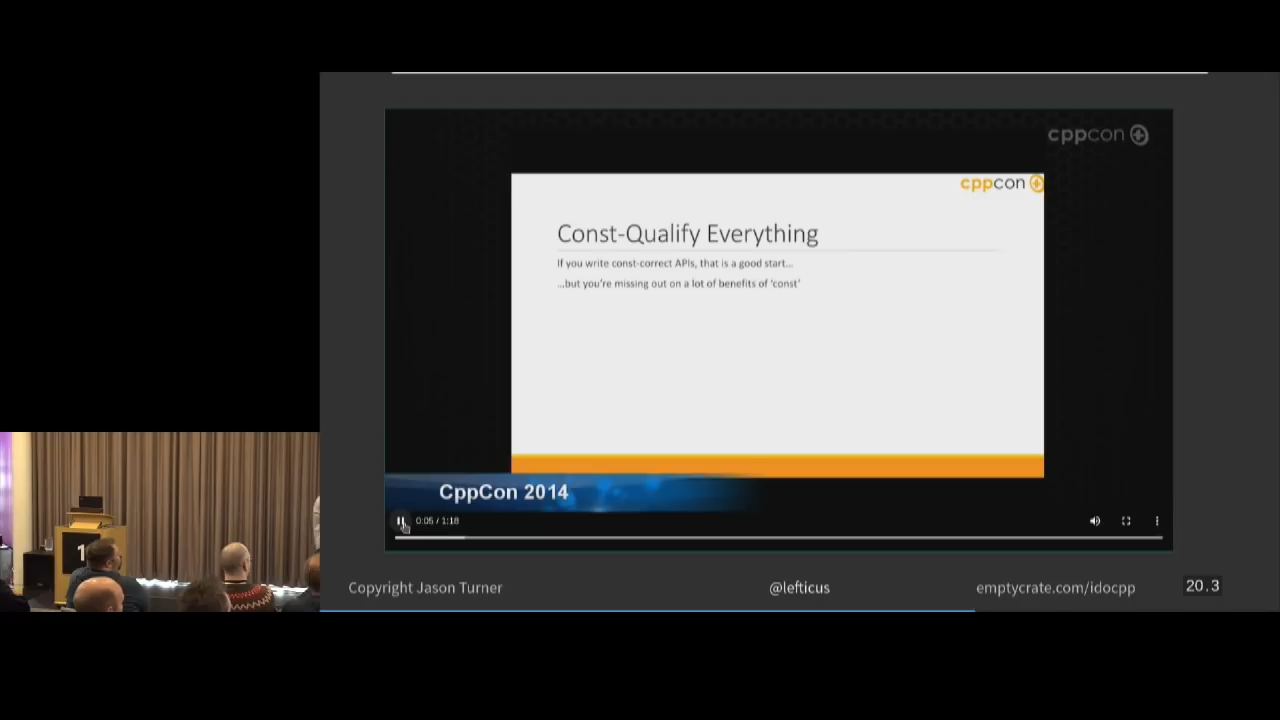 cppcon
cppcon
Const-Qualify Everything
If you write const-correct APIs, that is a good start...
...but you're missing out on a lot of benefits of 'const'
CppCon 2014
0:05 / 1:18
1
Copyright Jason Turner
@lefticus
emptycrate.com/idocpp
20.3